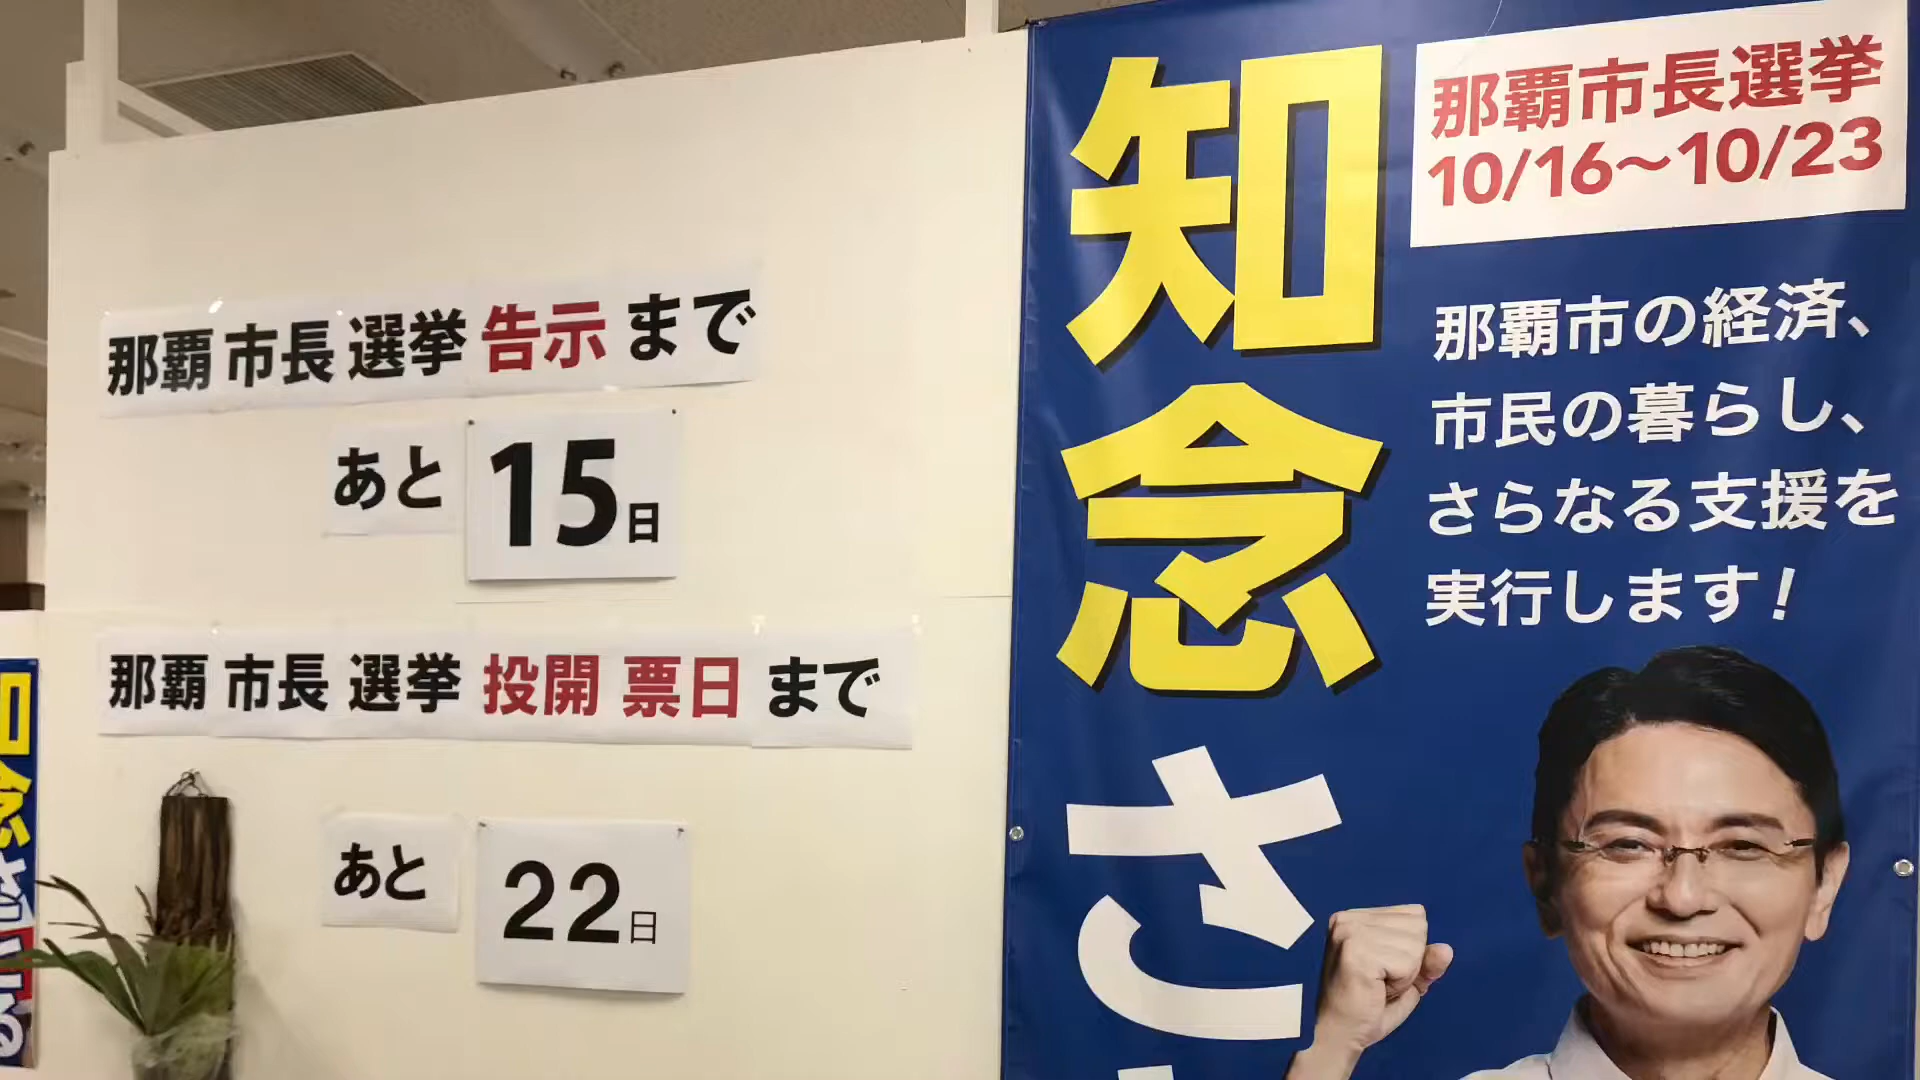 那覇市長選挙告示まで
あと15日
那覇市長選挙投開票日まで
あと22日
知念さ
那覇市長選挙
10/16～10/23
那覇市の経済、
市民の暮らし、
さらなる支援を
実行します!